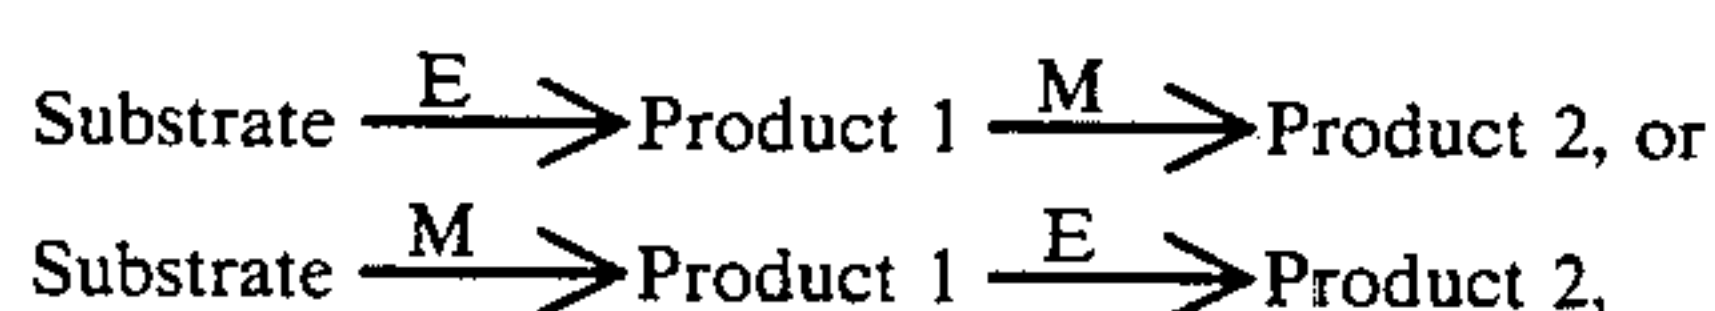 Substrate E Product 1 M Product 2, or
Substrate M Product 1 E Product 2,